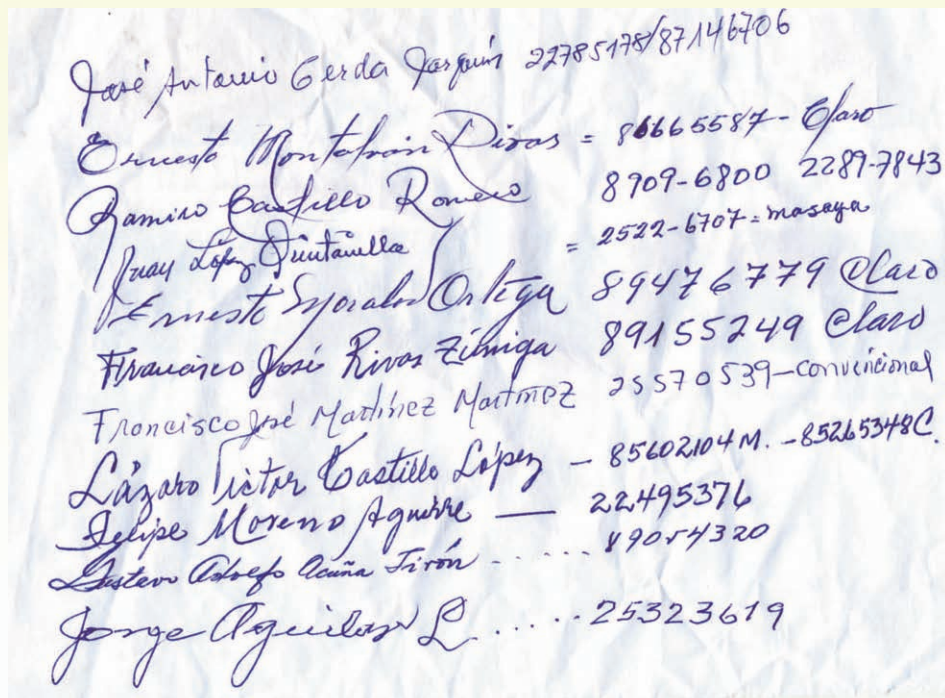 José Antonio Cerda Jarquín 22785178/87146706
Ernesto Montalván Rivas = 86665587 - Claro
Ramiro Castillo Romero 8909-6800 2289-7843
Juan López Quintanilla = 2522-6707 = masaya
Ernesto Morales Ortega 89476779 Claro
Francisco José Rivas Zúniga 89155249 Claro
Francisco José Martínez Martínez 25570539-convencional
Lázaro Víctor Castillo López - 85602104 M. - 85265348 C.
Felipe Moreno Aguirre — 22495376
Gustavo Adolfo Acuña Tirón ...... 89054320
Jorge Aguilar L ..... 25323619